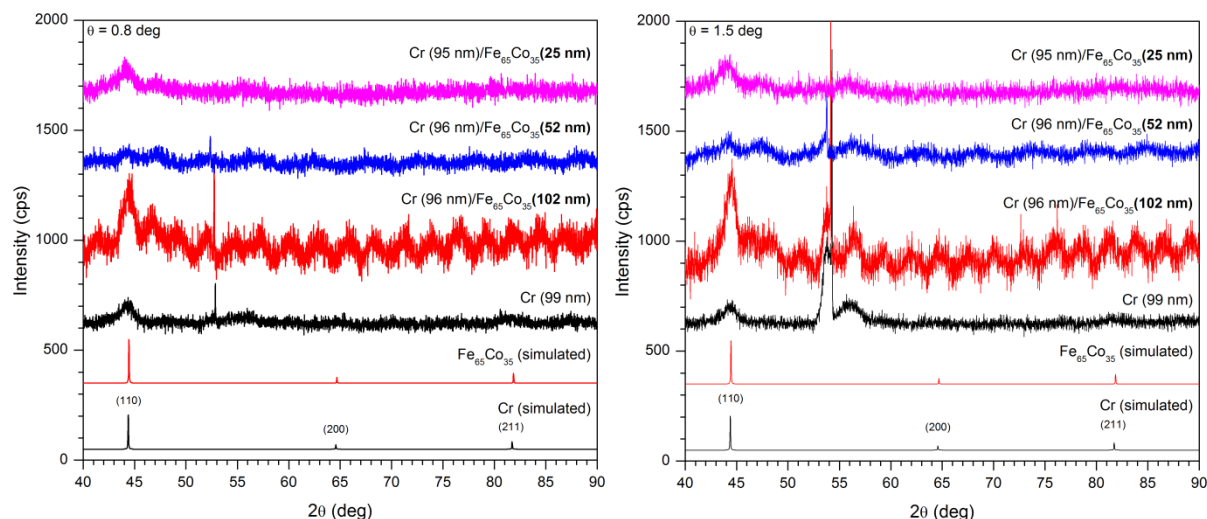 θ = 0.8 deg
Cr (95 nm)/Fe₆₅Co₃₅(25 nm)
Cr (96 nm)/Fe₆₅Co₃₅(52 nm)
Cr (96 nm)/Fe₆₅Co₃₅(102 nm)
Cr (99 nm)
Fe₆₅Co₃₅ (simulated)
(110)
Cr (simulated)
(200)
(211)
2000
1500
1000
500
0
Intensity (cps)
40 45 50 55 60 65 70 75 80 85 90
2θ (deg)
θ = 1.5 deg
Cr (95 nm)/Fe₆₅Co₃₅(25 nm)
Cr (96 nm)/Fe₆₅Co₃₅(52 nm)
Cr (96 nm)/Fe₆₅Co₃₅(102 nm)
Cr (99 nm)
Fe₆₅Co₃₅ (simulated)
(110)
Cr (simulated)
(200)
(211)
2000
1500
1000
500
0
Intensity (cps)
40 45 50 55 60 65 70 75 80 85 90
2θ (deg)